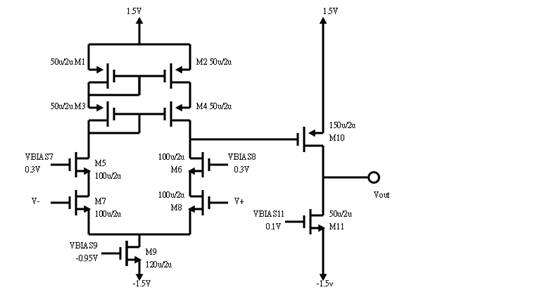 1.5V
1.5V
50u/2u M1
M2 50u/2u
50u/2u M3
M4 50u/2u
150u/2u
M10
VBIAS7
0.3V
M5
100u/2u
100u/2u
M6
VBIAS8
0.3V
V-
M7
100u/2u
100u/2u
M8
V+
Vout
VBIAS11
0.1V
50u/2u
M11
VBIAS9
-0.95V
M9
120u/2u
-1.5V
-1.5v